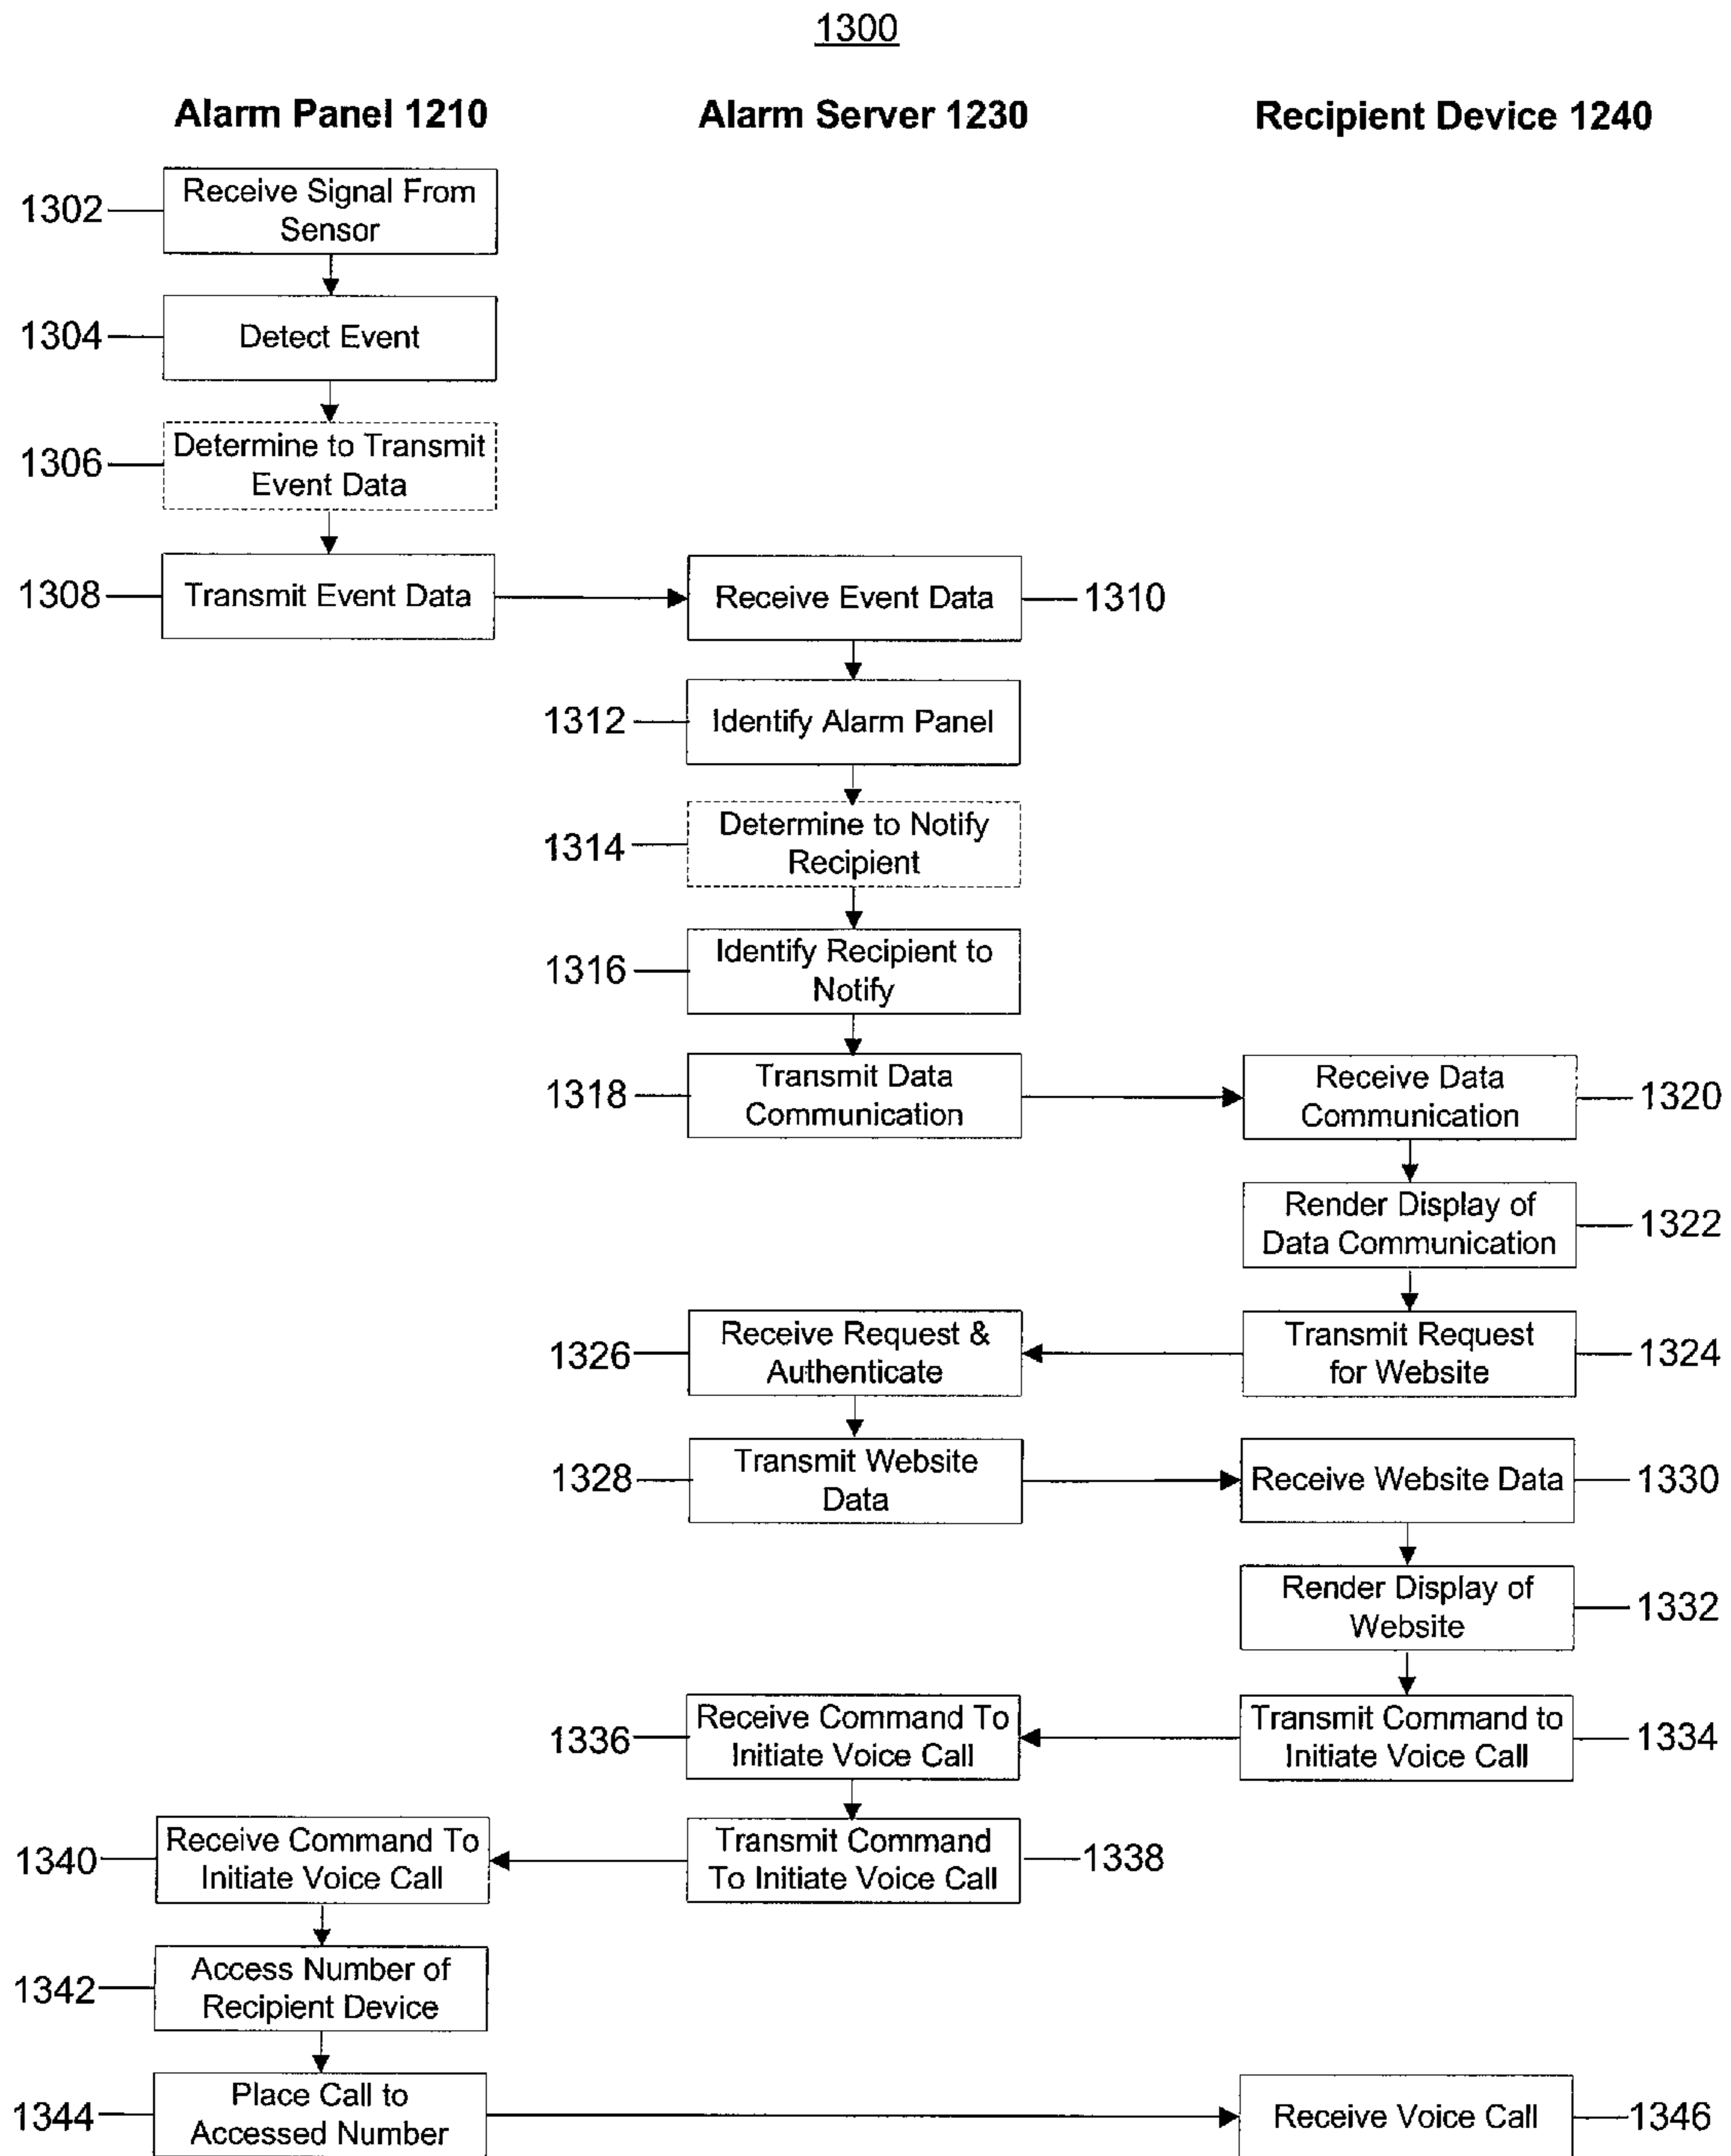 1300
Alarm Panel 1210
Alarm Server 1230
Recipient Device 1240
1302
Receive Signal From
Sensor
1304
Detect Event
1306
Determine to Transmit
Event Data
1308
Transmit Event Data
Receive Event Data
1310
1312
Identify Alarm Panel
1314
Determine to Notify
Recipient
1316
Identify Recipient to
Notify
1318
Transmit Data
Communication
Receive Data
Communication
1320
Render Display of
Data Communication
1322
1326
Receive Request &
Authenticate
Transmit Request
for Website
1324
1328
Transmit Website
Data
Receive Website Data
1330
Render Display of
Website
1332
1336
Receive Command To
Initiate Voice Call
Transmit Command to
Initiate Voice Call
1334
1340
Receive Command To
Initiate Voice Call
Transmit Command
To Initiate Voice Call
1338
1342
Access Number of
Recipient Device
1344
Place Call to
Accessed Number
Receive Voice Call
1346